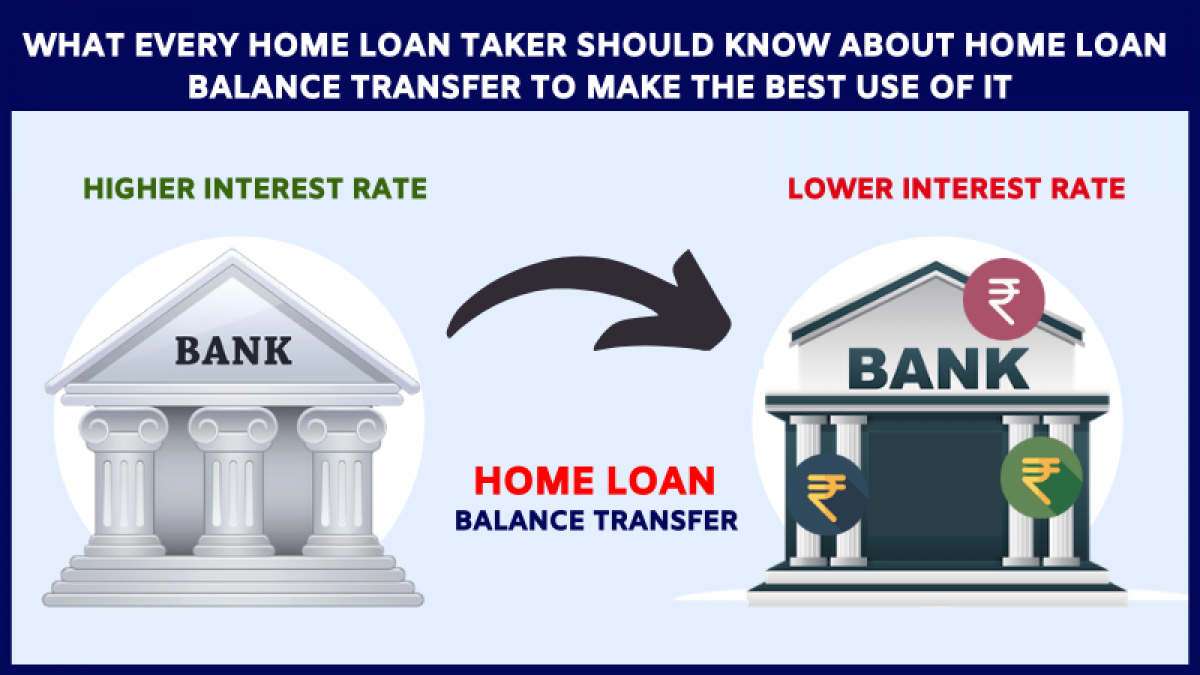 WHAT EVERY HOME LOAN TAKER SHOULD KNOW ABOUT HOME LOAN
BALANCE TRANSFER TO MAKE THE BEST USE OF IT
HIGHER INTEREST RATE
LOWER INTEREST RATE
BANK
₹
BANK
₹
₹
HOME LOAN
BALANCE TRANSFER